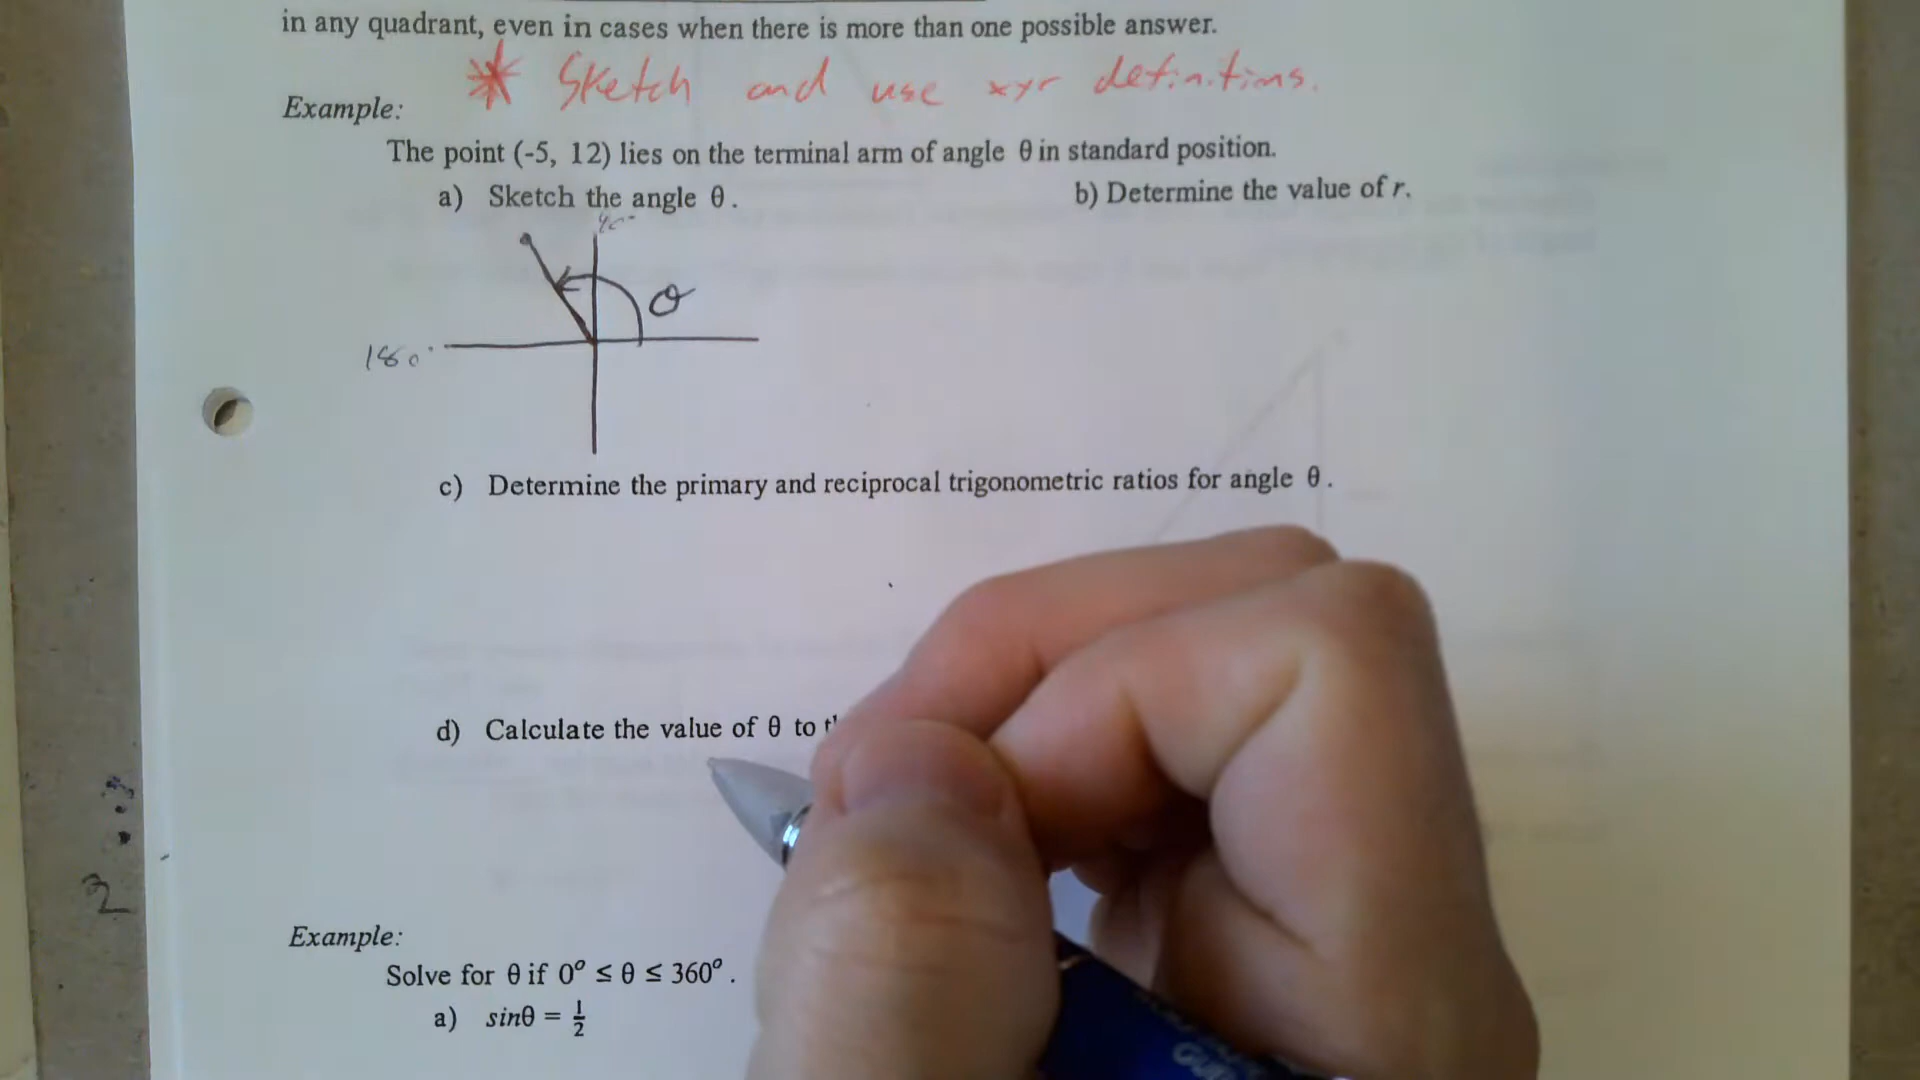 in any quadrant, even in cases when there is more than one possible answer.
* Sketch and use xyr definitions.
Example:
The point (-5, 12) lies on the terminal arm of angle θ in standard position.
a) Sketch the angle θ.
b) Determine the value of r.
90°
θ
180°
c) Determine the primary and reciprocal trigonometric ratios for angle θ.
d) Calculate the value of θ to
2
Example:
Solve for θ if 0° ≤ θ ≤ 360°.
a) sinθ = 1/2